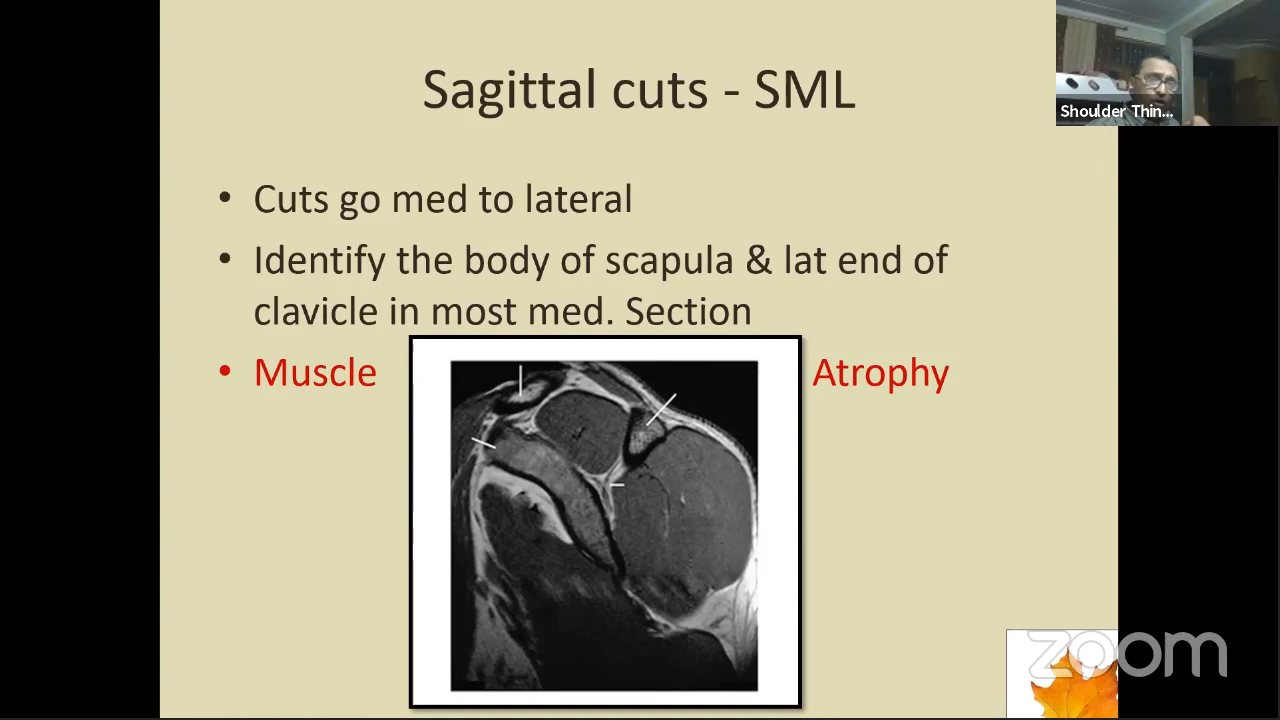 Sagittal cuts - SML
Shoulder Thin...
• Cuts go med to lateral
• Identify the body of scapula & lat end of
clavicle in most med. Section
• Muscle Atrophy
zoom